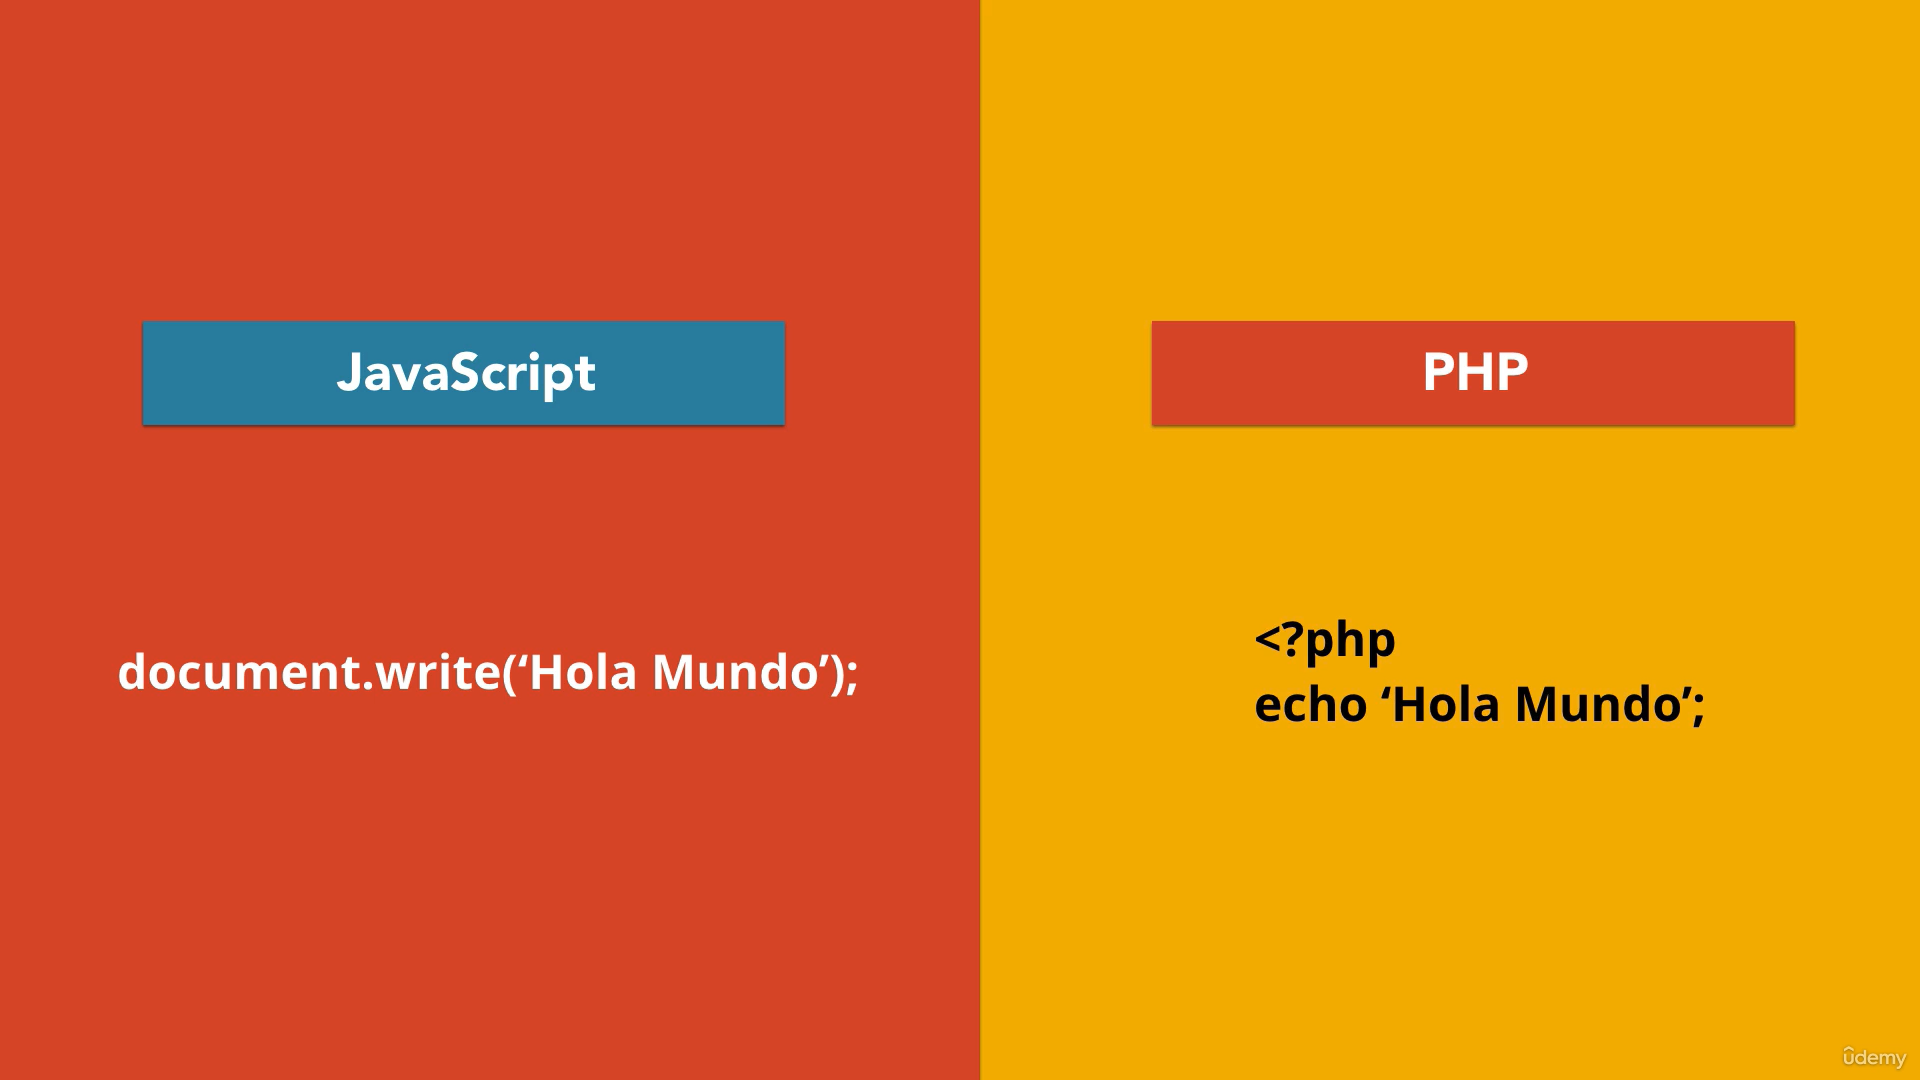 JavaScript
document.write(‘Hola Mundo’);
PHP
<?php
echo ‘Hola Mundo’;
ûdemy